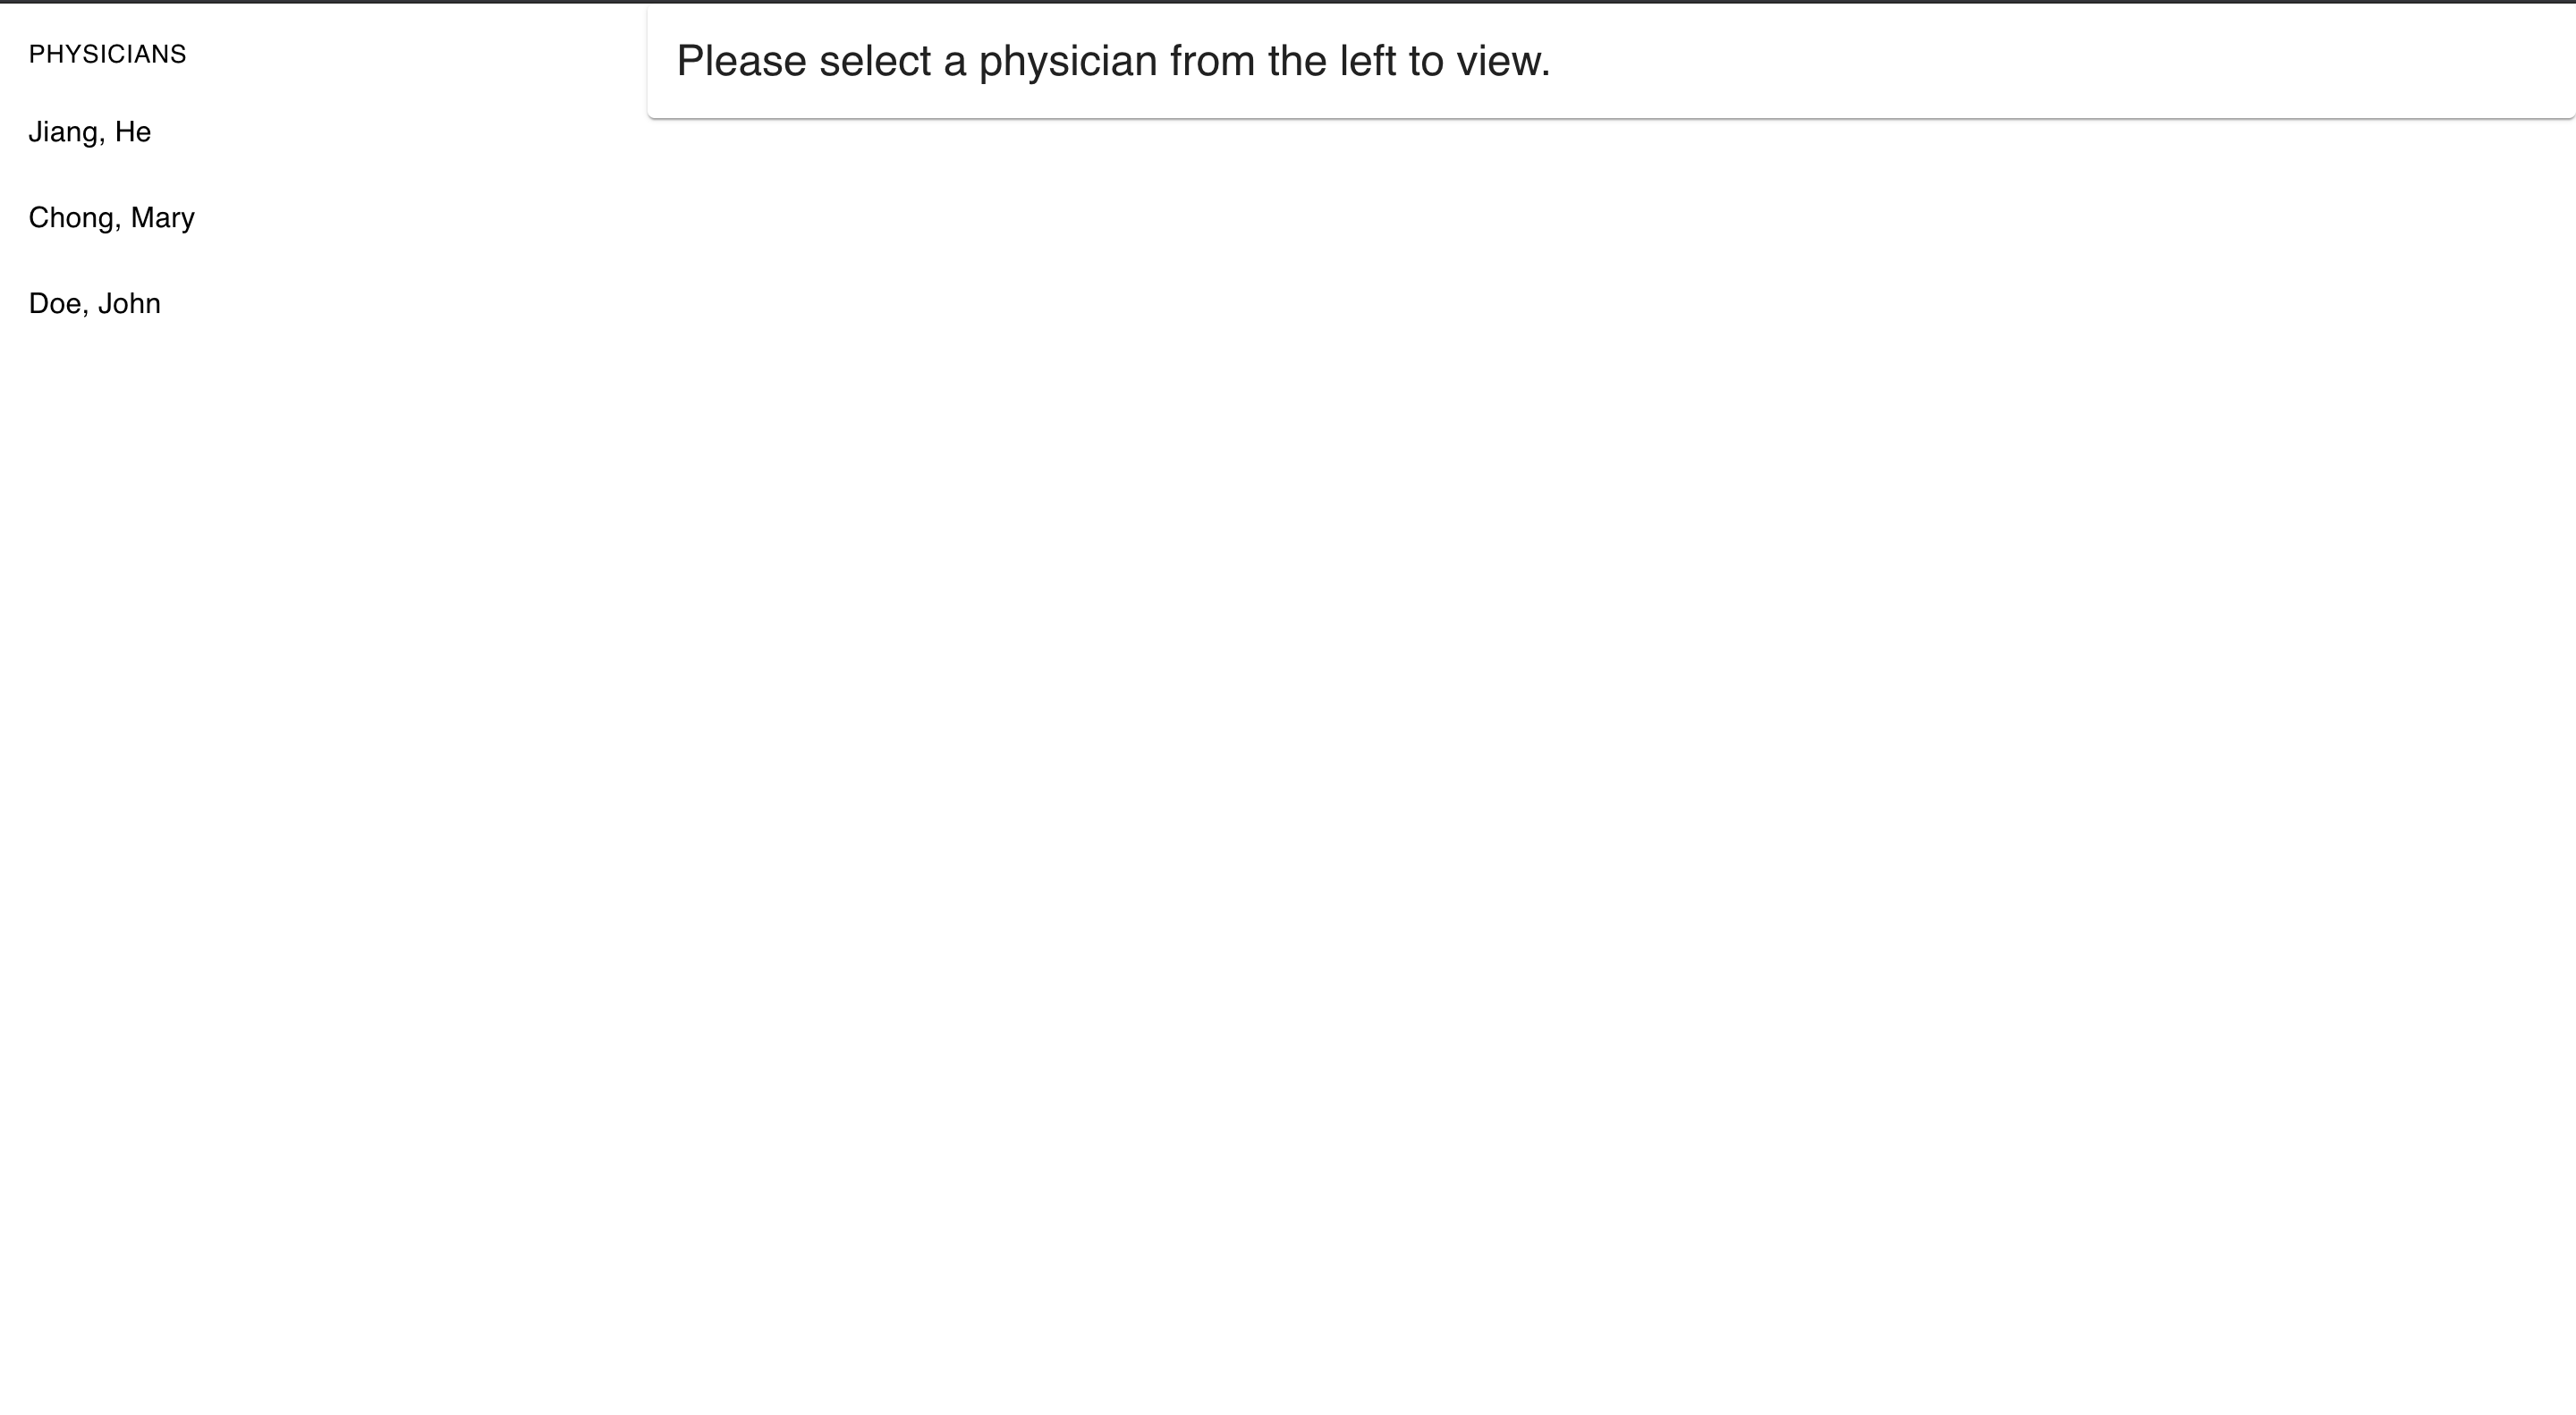 PHYSICIANS
Jiang, He
Chong, Mary
Doe, John
Please select a physician from the left to view.